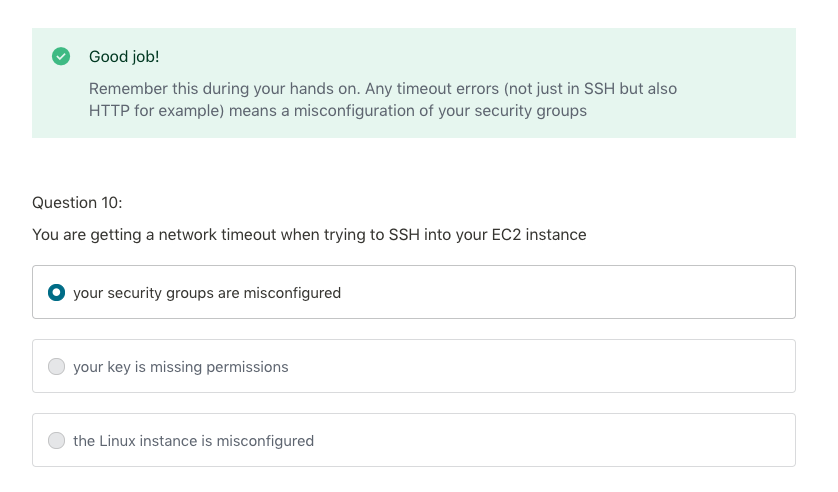 Good job!
Remember this during your hands on. Any timeout errors (not just in SSH but also
HTTP for example) means a misconfiguration of your security groups
Question 10:
You are getting a network timeout when trying to SSH into your EC2 instance
your security groups are misconfigured
your key is missing permissions
the Linux instance is misconfigured